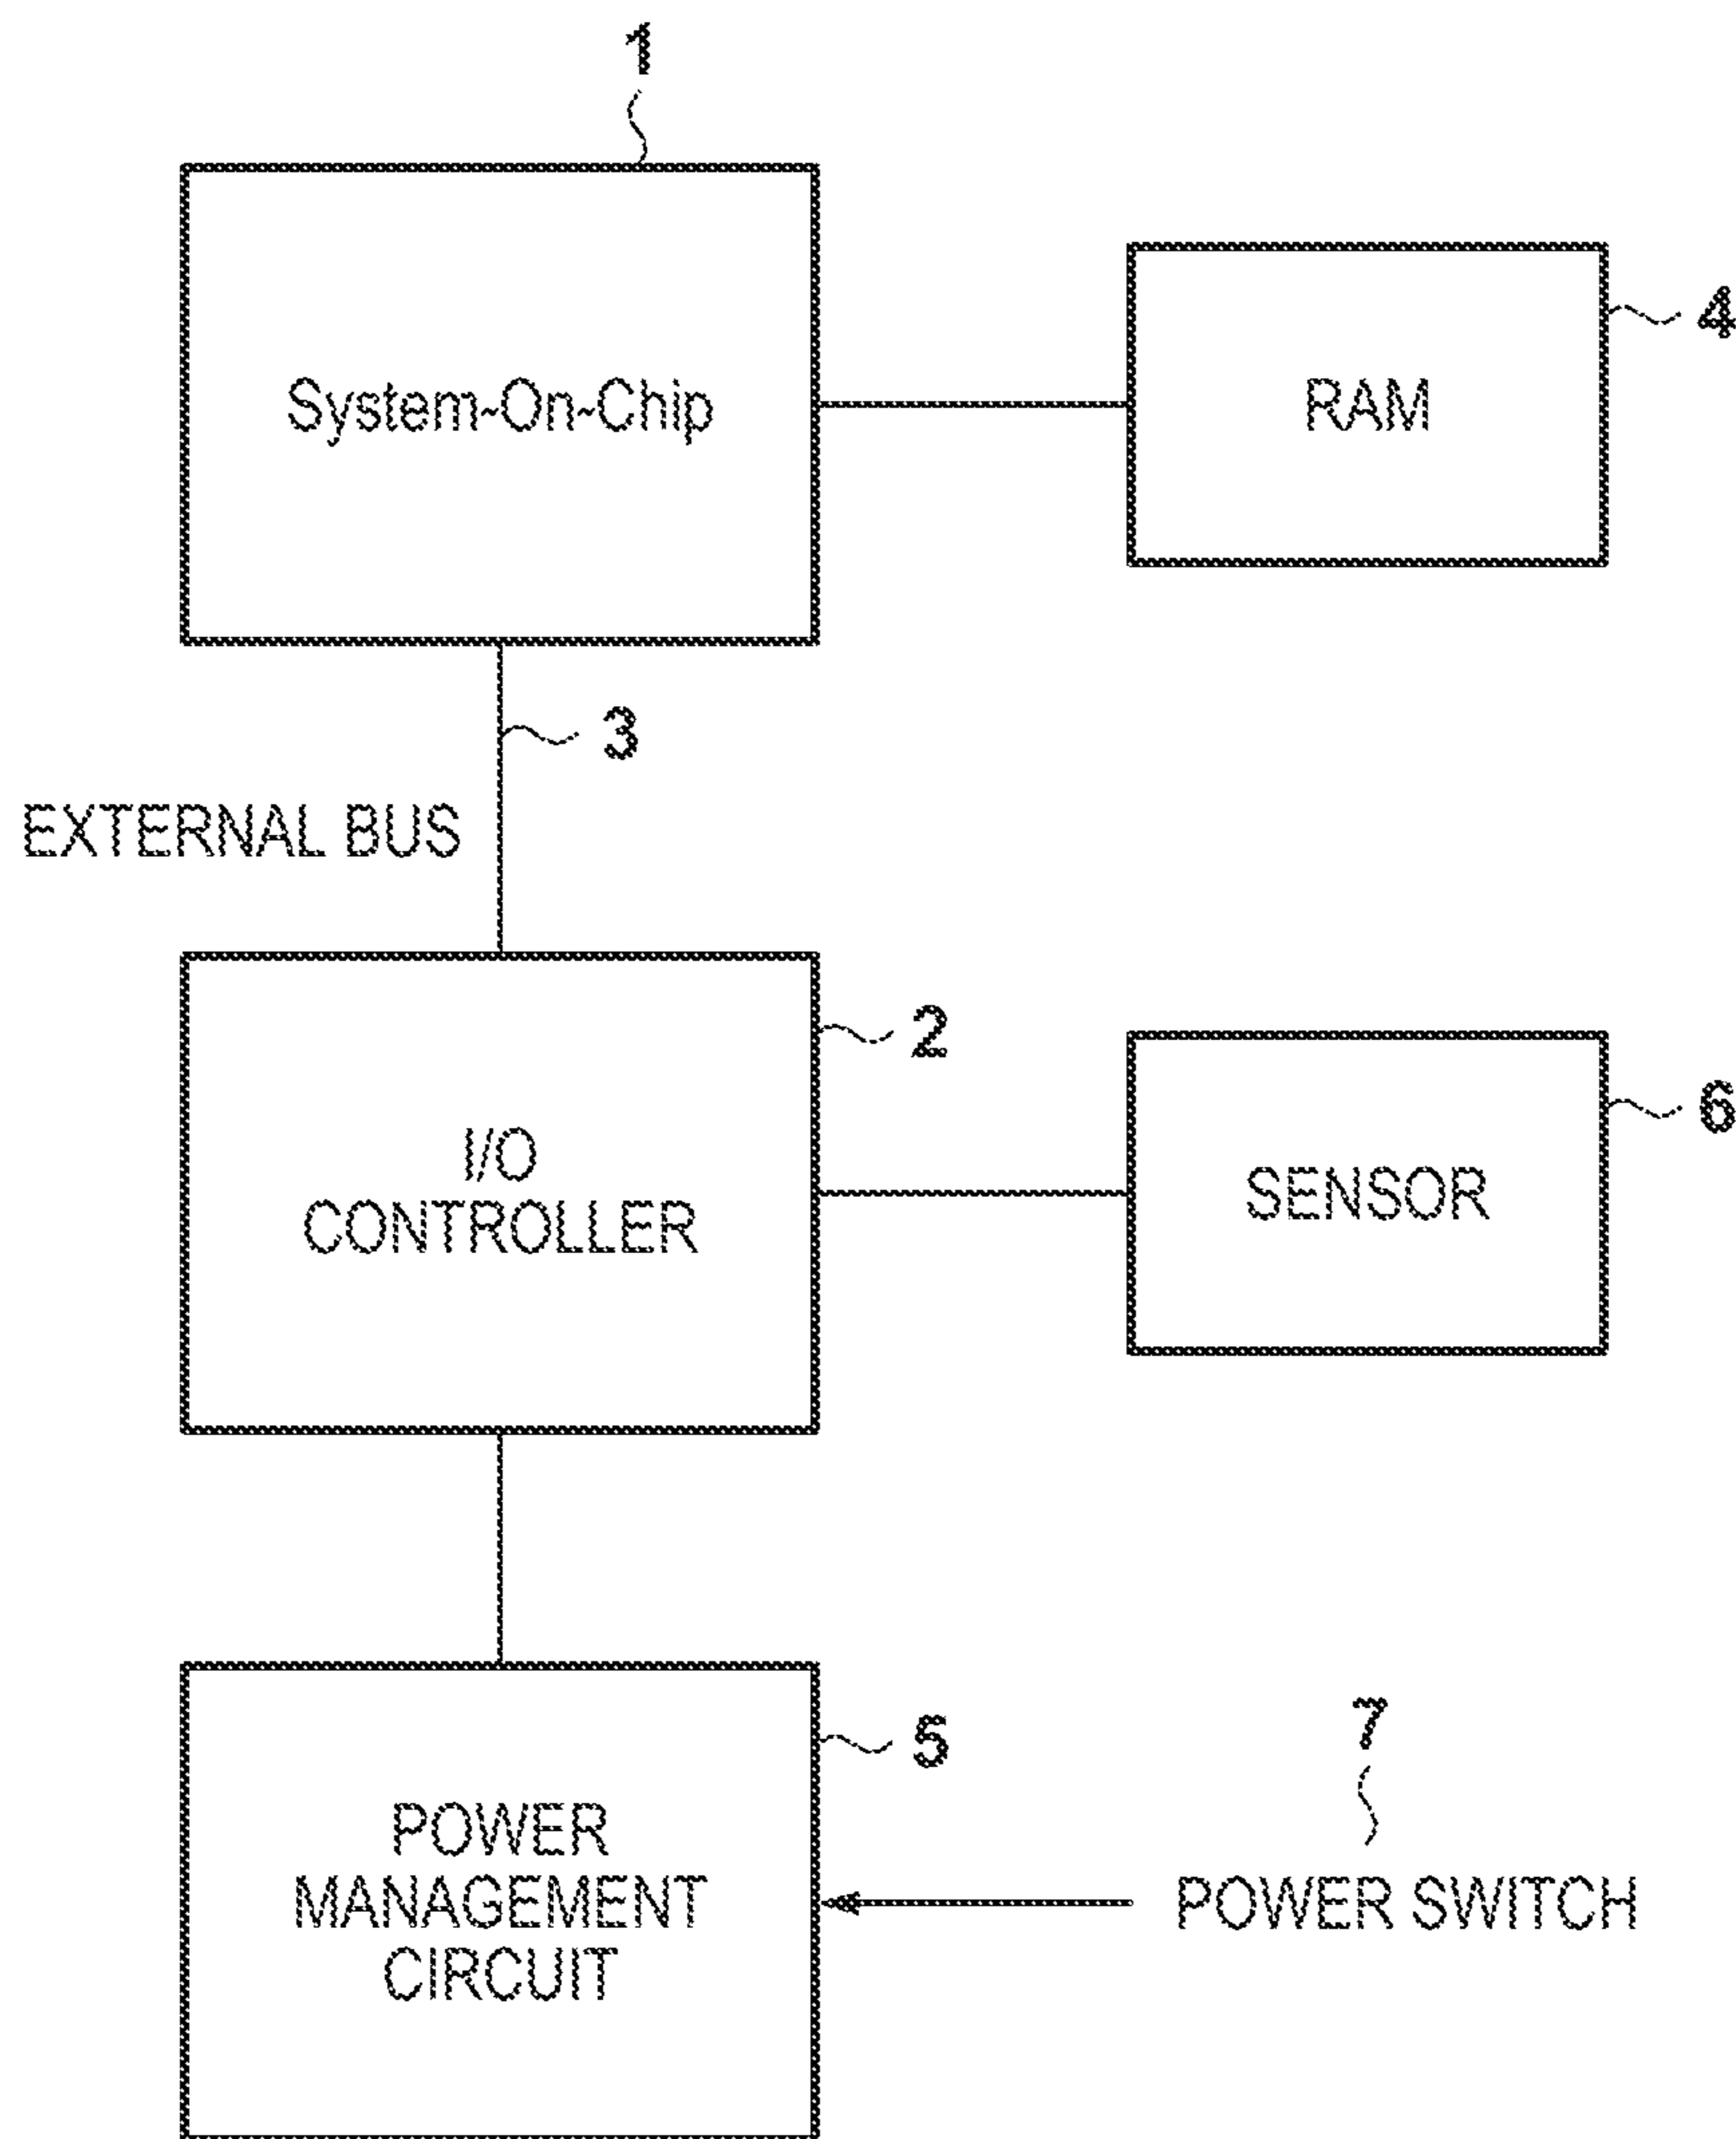 1
System-On-Chip
RAM
4
3
EXTERNAL BUS
2
I/O
CONTROLLER
SENSOR
6
5
POWER
MANAGEMENT
CIRCUIT
7
POWER SWITCH